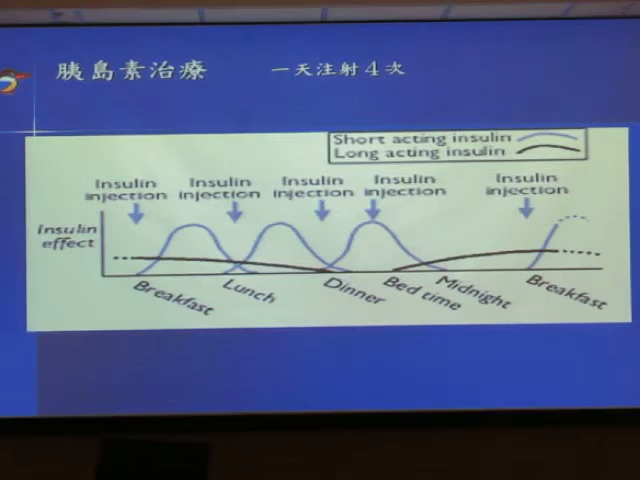 胰島素治療 一天注射4次
Short acting insulin
Long acting insulin
Insulin injection
Insulin injection
Insulin injection
Insulin injection
Insulin injection
Insulin effect
Breakfast
Lunch
Dinner
Bed time
Midnight
Breakfast